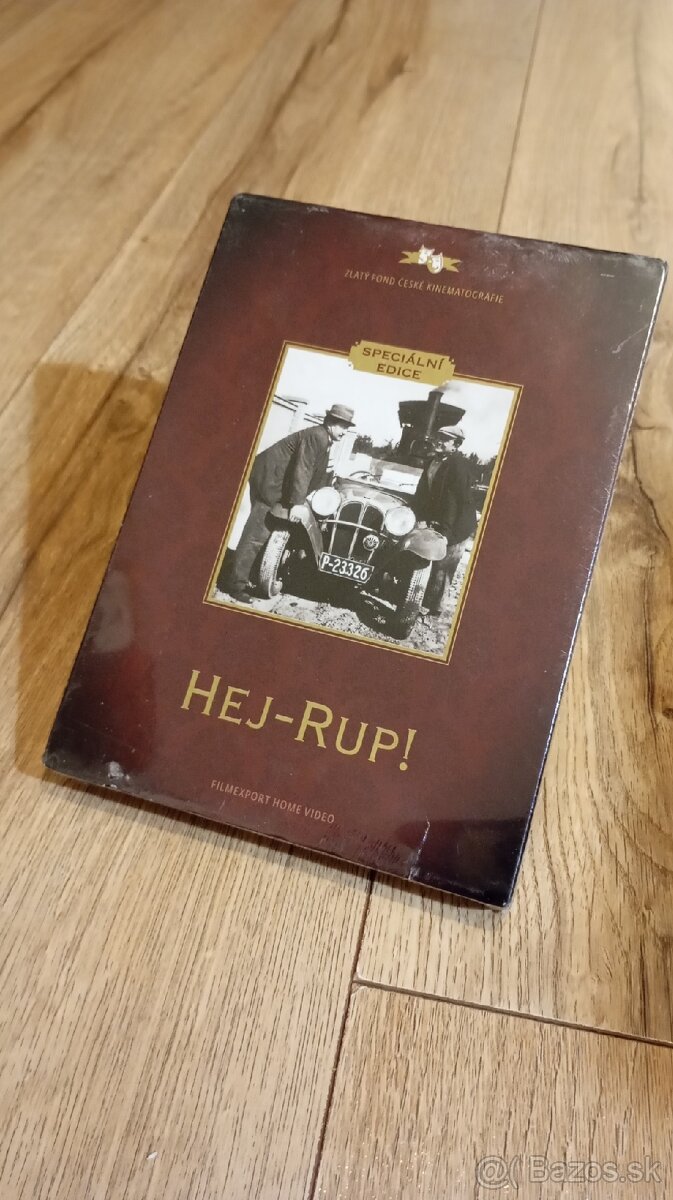 ZLATÝ FOND ČESKÉ KINEMATOGRAFIE
SPECIÁLNÍ
EDICE
P-23326
HEJ-RUP!
FILMEXPORT HOME VIDEO
@( Bazos.sk